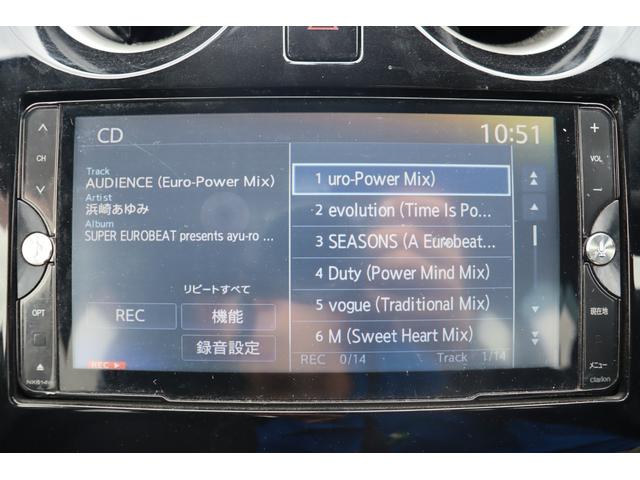 CD
10:51
Track
AUDIENCE (Euro-Power Mix)
Artist
浜崎あゆみ
Album
SUPER EUROBEAT presents ayu-ro ...
リピートすべて
REC
機能
録音設定
REC
1 uro-Power Mix)
2 evolution (Time Is Po...
3 SEASONS (A Eurobeat...
4 Duty (Power Mind Mix)
5 vogue (Traditional Mix)
6 M (Sweet Heart Mix)
REC 0/14 Track 1/14
CH
OPT
+
VOL
現在地
メニュー
clarion